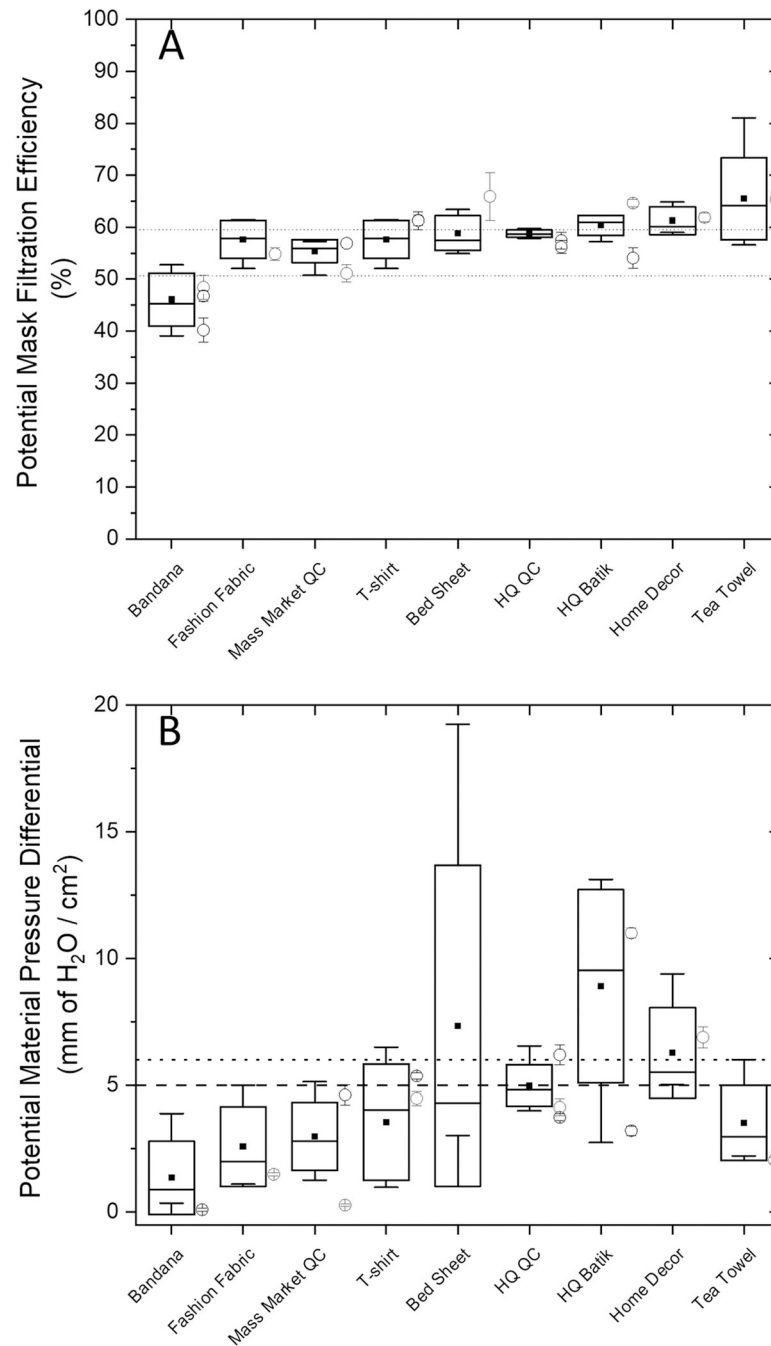 A
Potential Mask Filtration Efficiency
(%)
100
90
80
70
60
50
40
30
20
10
0
Bandana
Fashion Fabric
Mass Market QC
T-shirt
Bed Sheet
HQ QC
HQ Batik
Home Decor
Tea Towel
B
Potential Material Pressure Differential
(mm of H₂O / cm²)
20
15
10
5
0
Bandana
Fashion Fabric
Mass Market QC
T-shirt
Bed Sheet
HQ QC
HQ Batik
Home Decor
Tea Towel